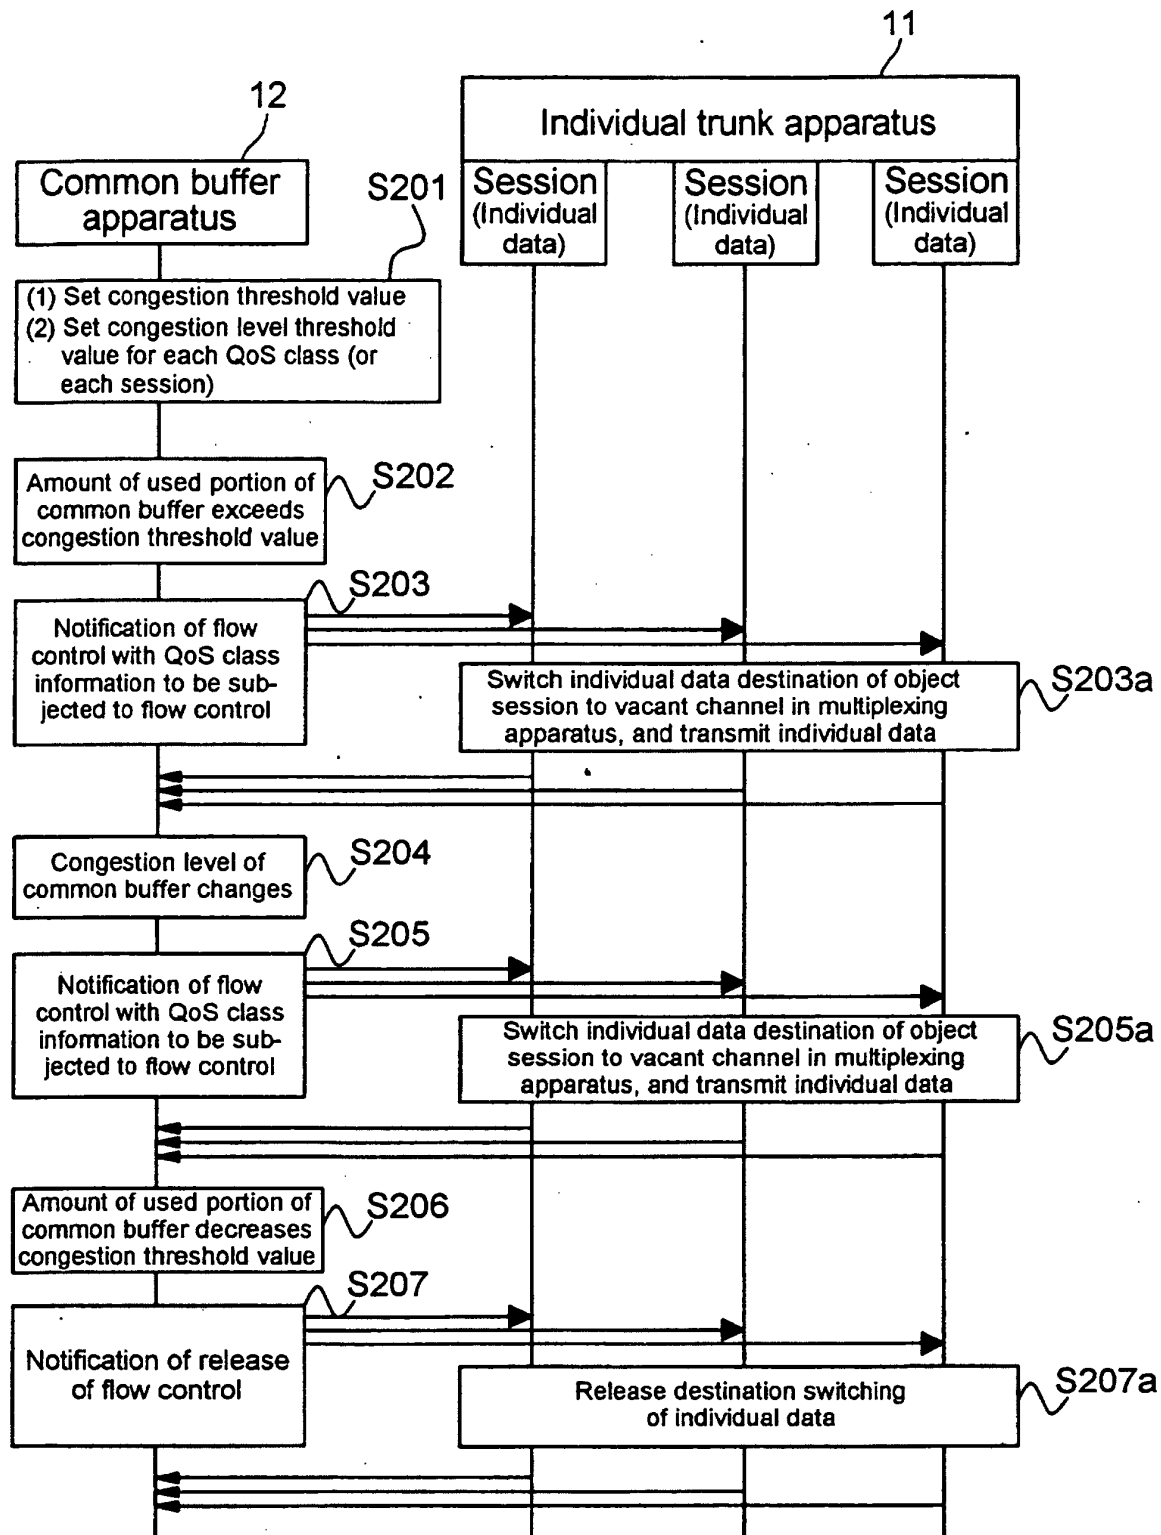 11
Individual trunk apparatus
12
Common buffer
apparatus
Session
(Individual
data)
Session
(Individual
data)
Session
(Individual
data)
S201
(1) Set congestion threshold value
(2) Set congestion level threshold
value for each QoS class (or
each session)
Amount of used portion of
common buffer exceeds
congestion threshold value
S202
S203
Notification of flow
control with QoS class
information to be sub-
jected to flow control
Switch individual data destination of object
session to vacant channel in multiplexing
apparatus, and transmit individual data
S203a
Congestion level of
common buffer changes
S204
S205
Notification of flow
control with QoS class
information to be sub-
jected to flow control
Switch individual data destination of object
session to vacant channel in multiplexing
apparatus, and transmit individual data
S205a
Amount of used portion of
common buffer decreases
congestion threshold value
S206
S207
Notification of release
of flow control
Release destination switching
of individual data
S207a